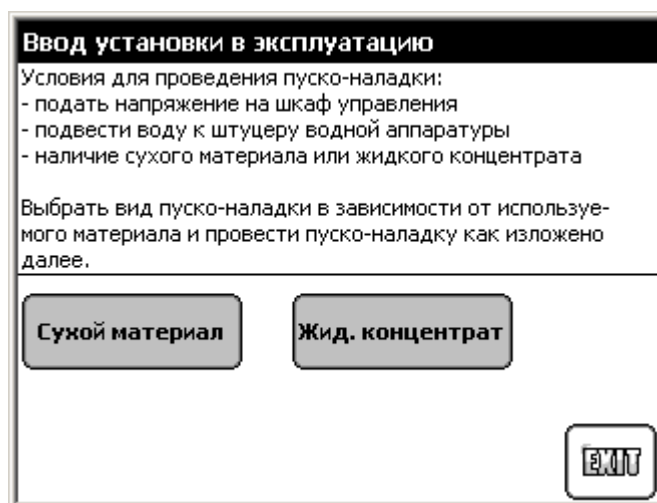 Ввод установки в эксплуатацию
Условия для проведения пуско-наладки:
- подать напряжение на шкаф управления
- подвести воду к штуцеру водной аппаратуры
- наличие сухого материала или жидкого концентрата
Выбрать вид пуско-наладки в зависимости от используе-
мого материала и провести пуско-наладку как изложено
далее.
Сухой материал
Жид. концентрат
EXIT